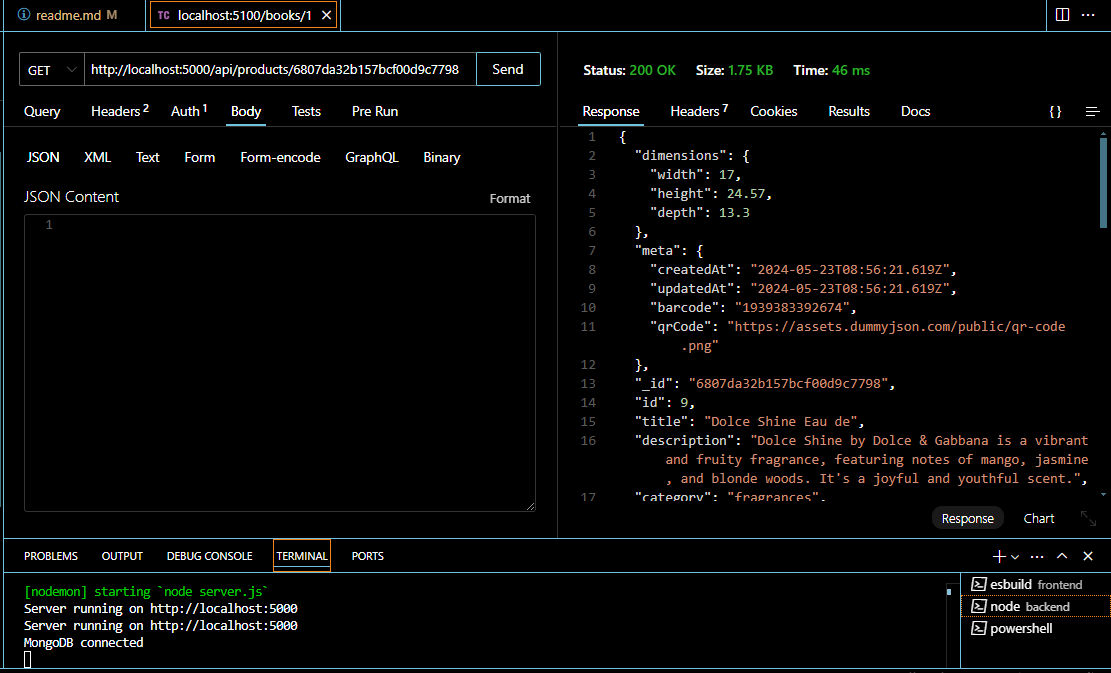 readme.md M
TC localhost:5100/books/1
GET http://localhost:5000/api/products/6807da32b157bcf00d9c7798 Send
Query Headers 2 Auth 1 Body Tests Pre Run
JSON XML Text Form Form-encode GraphQL Binary
JSON Content Format
1
Status: 200 OK Size: 1.75 KB Time: 46 ms
Response Headers 7 Cookies Results Docs {}
1 {
2 "dimensions": {
3 "width": 17,
4 "height": 24.57,
5 "depth": 13.3
6 },
7 "meta": {
8 "createdAt": "2024-05-23T08:56:21.619Z",
9 "updatedAt": "2024-05-23T08:56:21.619Z",
10 "barcode": "1939383392674",
11 "qrCode": "https://assets.dummyjson.com/public/qr-code
.png"
12 },
13 "_id": "6807da32b157bcf00d9c7798",
14 "id": 9,
15 "title": "Dolce Shine Eau de",
16 "description": "Dolce Shine by Dolce & Gabbana is a vibrant
and fruity fragrance, featuring notes of mango, jasmine
, and blonde woods. It's a joyful and youthful scent.",
17 "category": "fragrances",
Response Chart
PROBLEMS OUTPUT DEBUG CONSOLE TERMINAL PORTS
[nodemon] starting `node server.js`
Server running on http://localhost:5000
Server running on http://localhost:5000
MongoDB connected
esbuild frontend
node backend
powershell